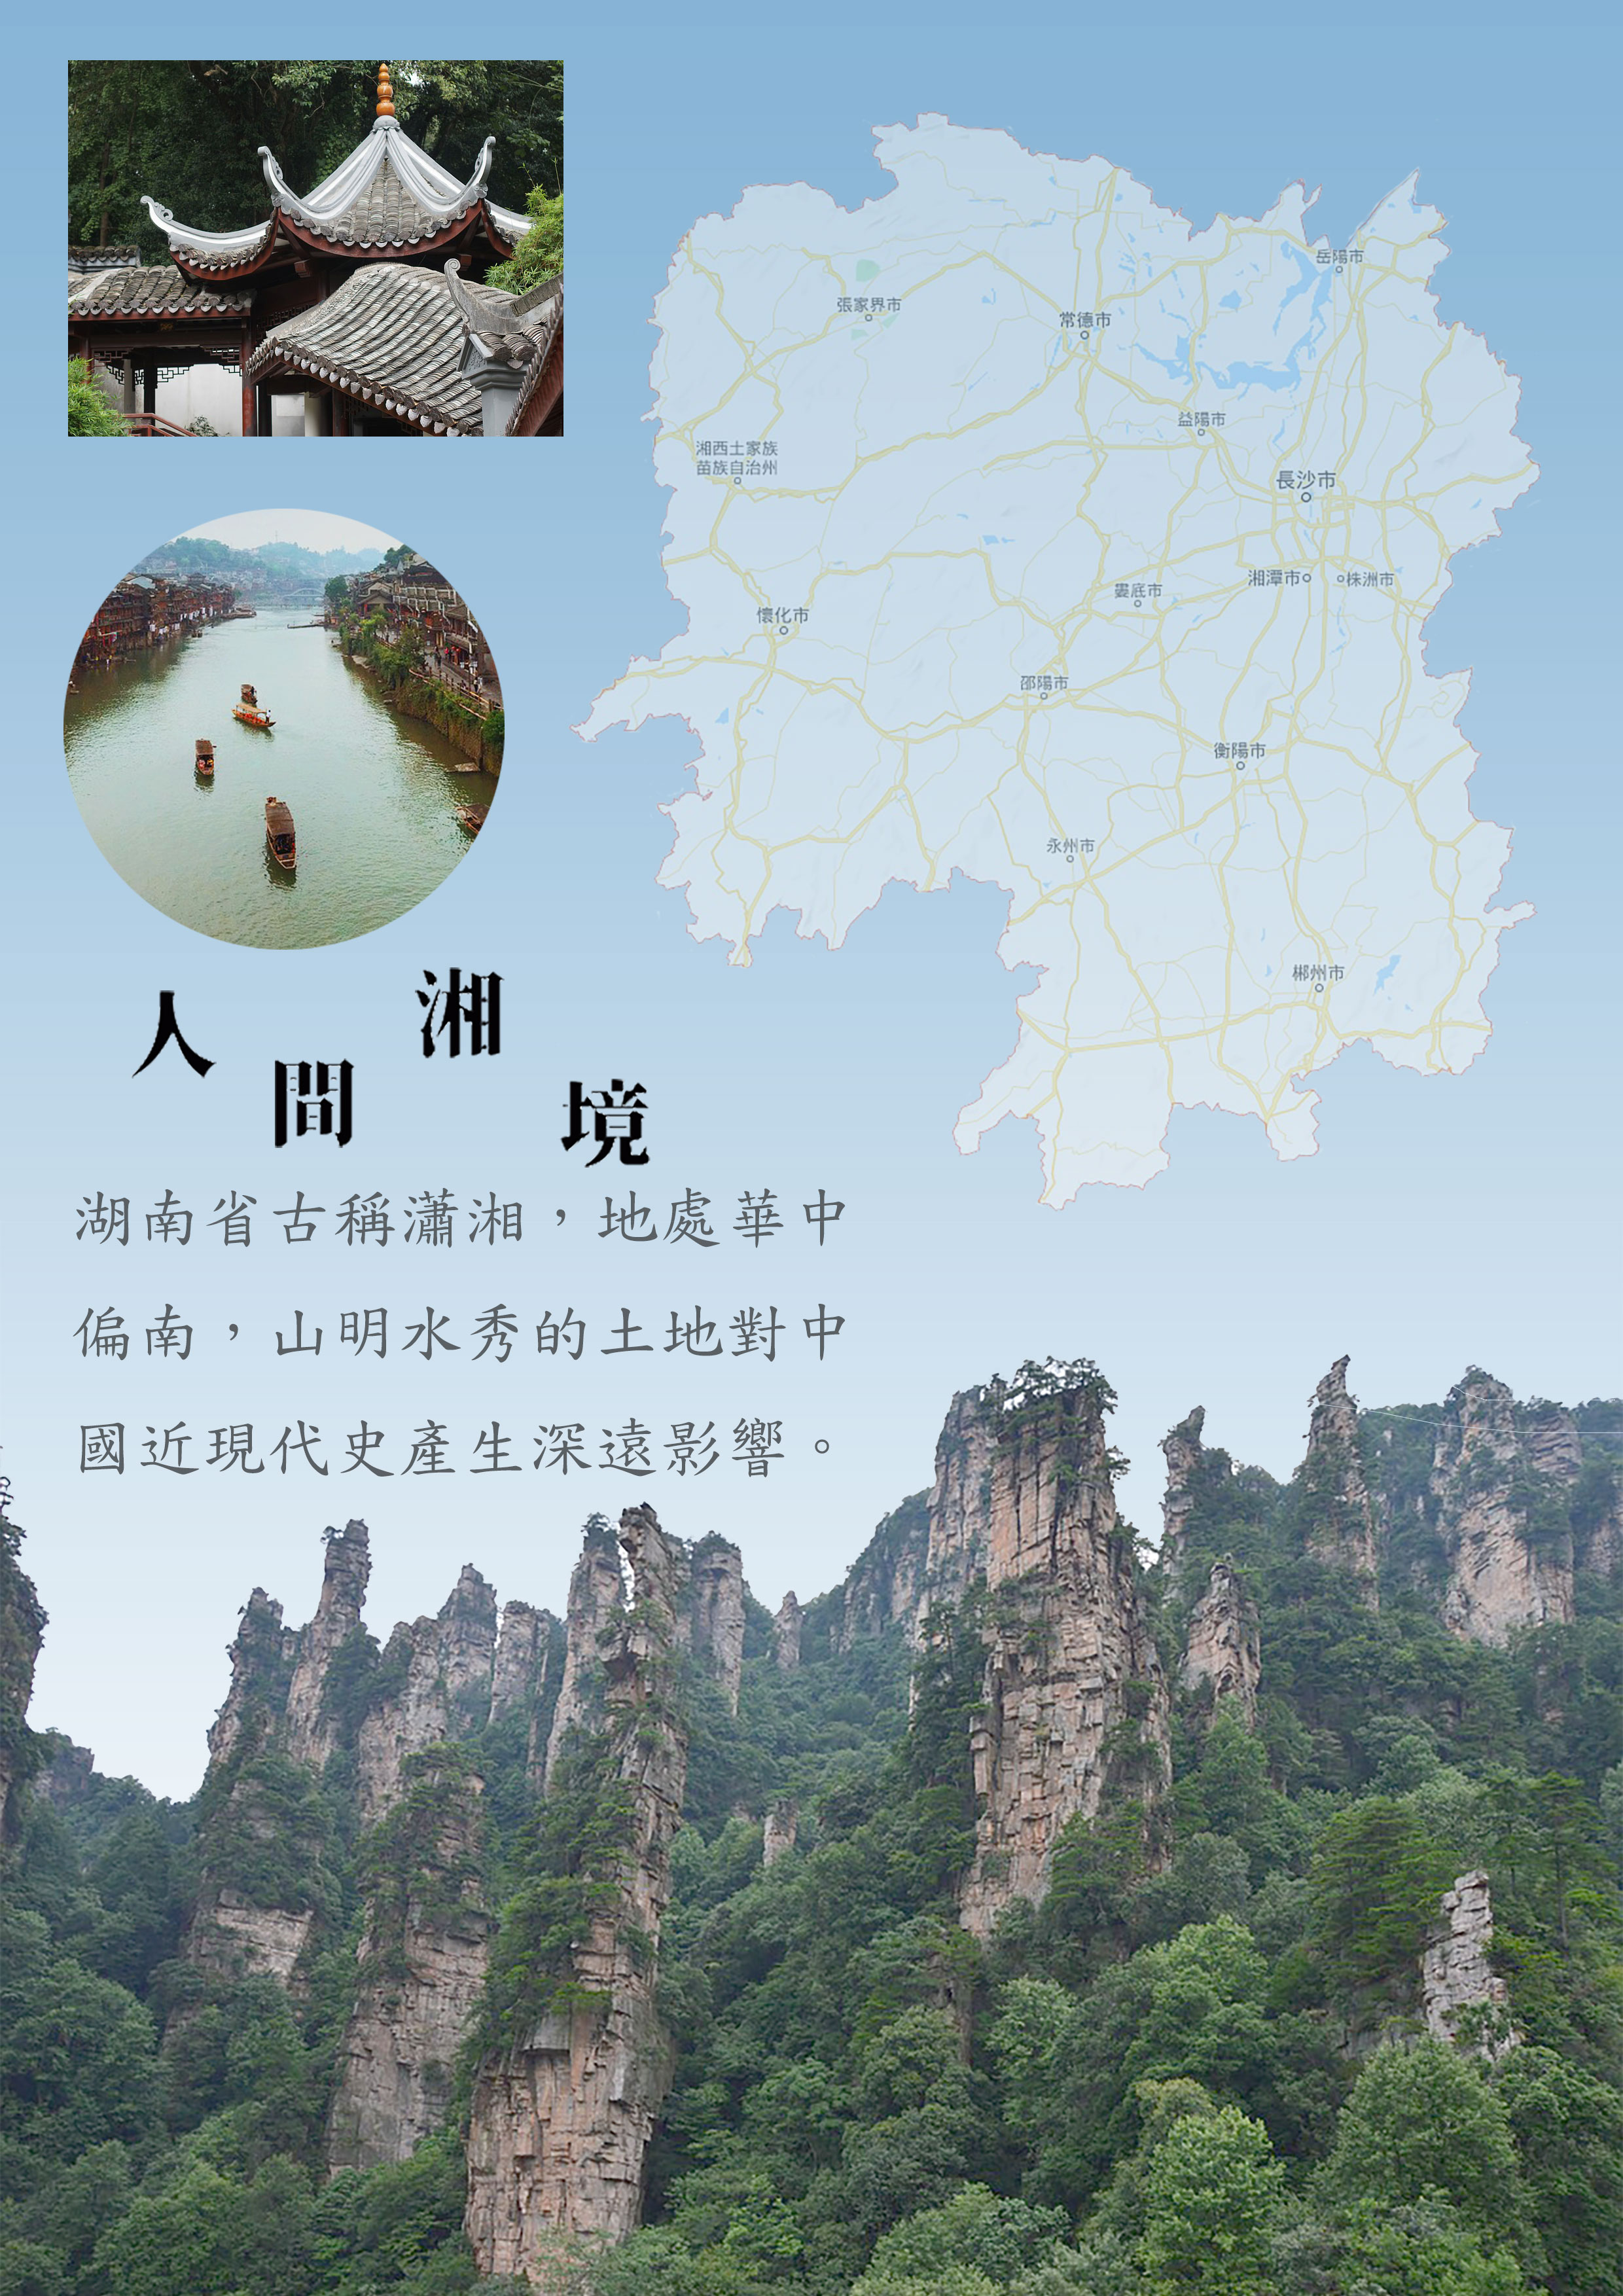 岳陽市
張家界市
常德市
益陽市
湘西土家族
苗族自治州
長沙市
湘潭市
株洲市
婁底市
懷化市
邵陽市
衡陽市
永州市
郴州市
人間湘境
湖南省古稱瀟湘，地處華中
偏南，山明水秀的土地對中
國近現代史產生深遠影響。